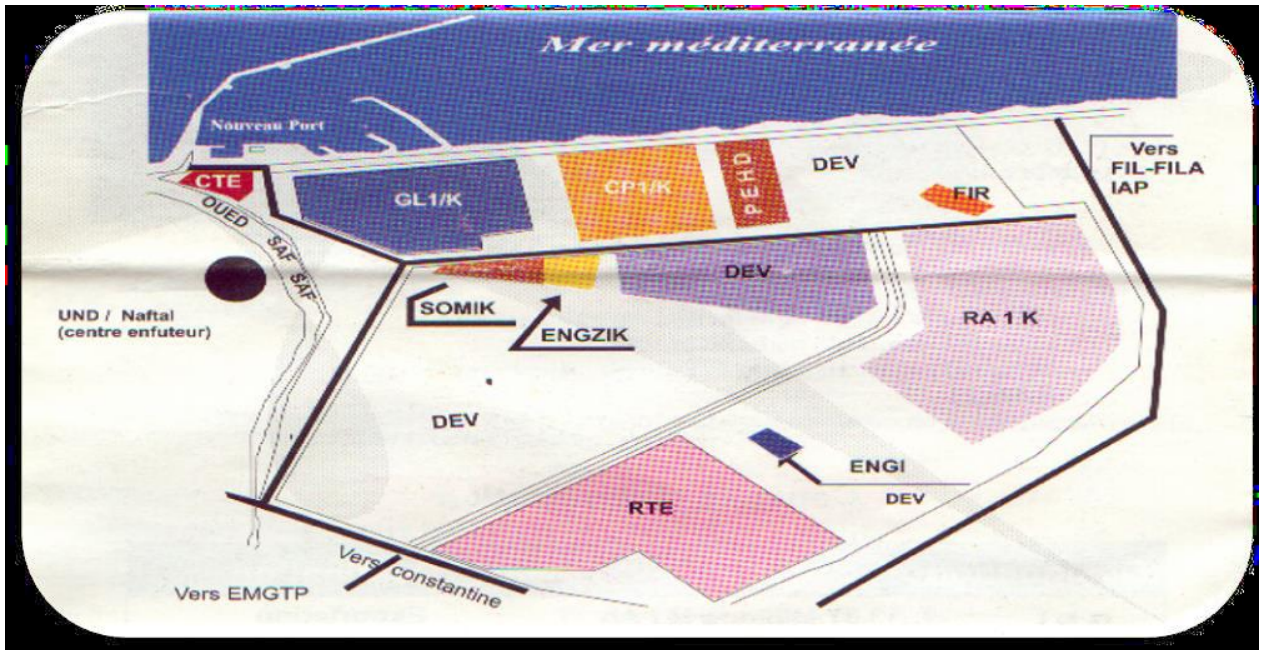 Mer méditerranée
Nouveau Port
Vers
FIL-FILA
IAP
CTE
GL1/K
CP1/K
PEHD
DEV
FIR
OUED
SAF SAF
DEV
SOMIK
ENGZIK
RA 1 K
UND / Naftal
(centre enfuteur)
DEV
ENGI
DEV
RTE
Vers constantine
Vers EMGTP